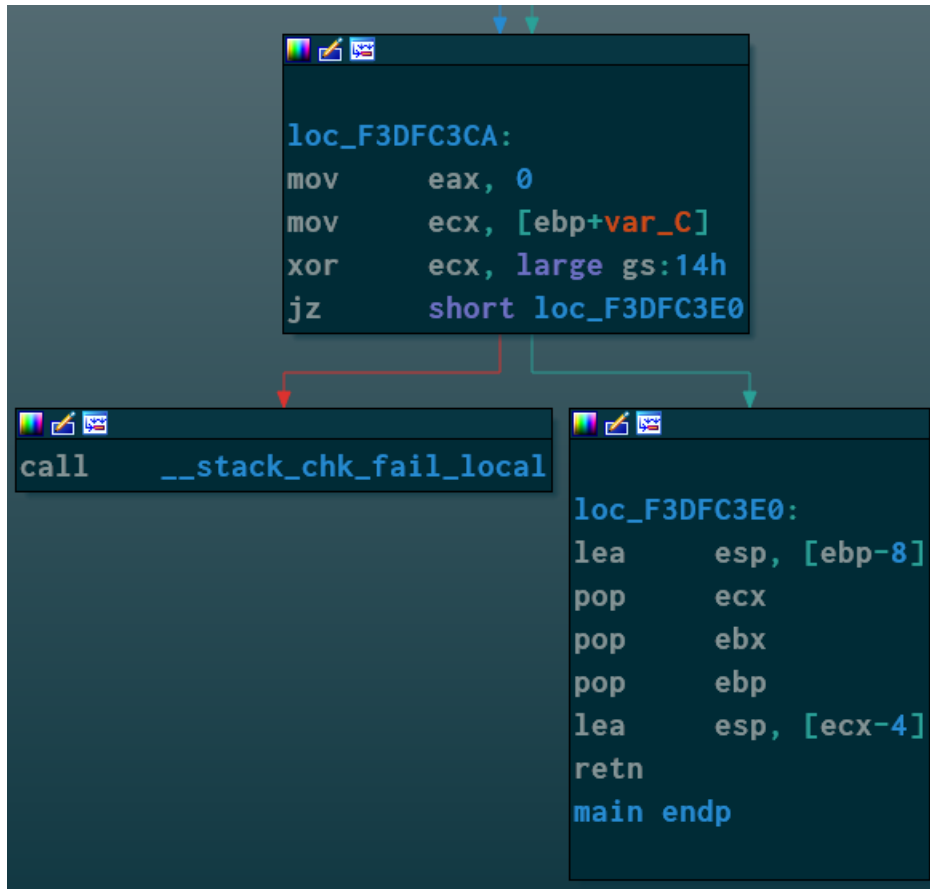 loc_F3DFC3CA:
mov eax, 0
mov ecx, [ebp+var_C]
xor ecx, large gs:14h
jz short loc_F3DFC3E0
call __stack_chk_fail_local
loc_F3DFC3E0:
lea esp, [ebp-8]
pop ecx
pop ebx
pop ebp
lea esp, [ecx-4]
retn
main endp